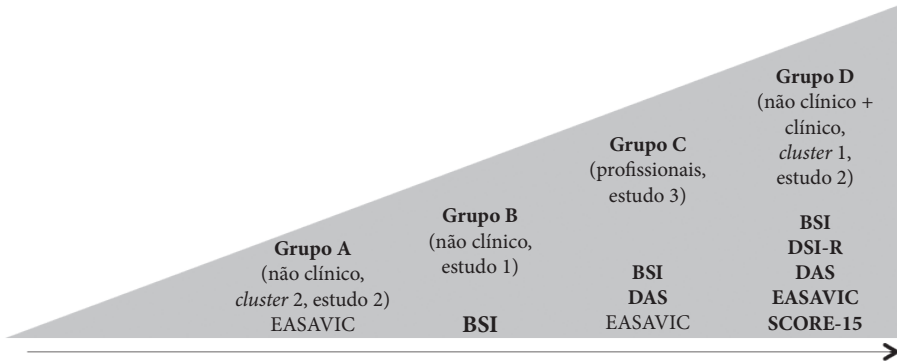 Grupo A
(não clínico,
cluster 2, estudo 2)
EASAVIC
Grupo B
(não clínico,
estudo 1)
BSI
Grupo C
(profissionais,
estudo 3)
BSI
DAS
EASAVIC
Grupo D
(não clínico +
clínico,
cluster 1,
estudo 2)
BSI
DSI-R
DAS
EASAVIC
SCORE-15